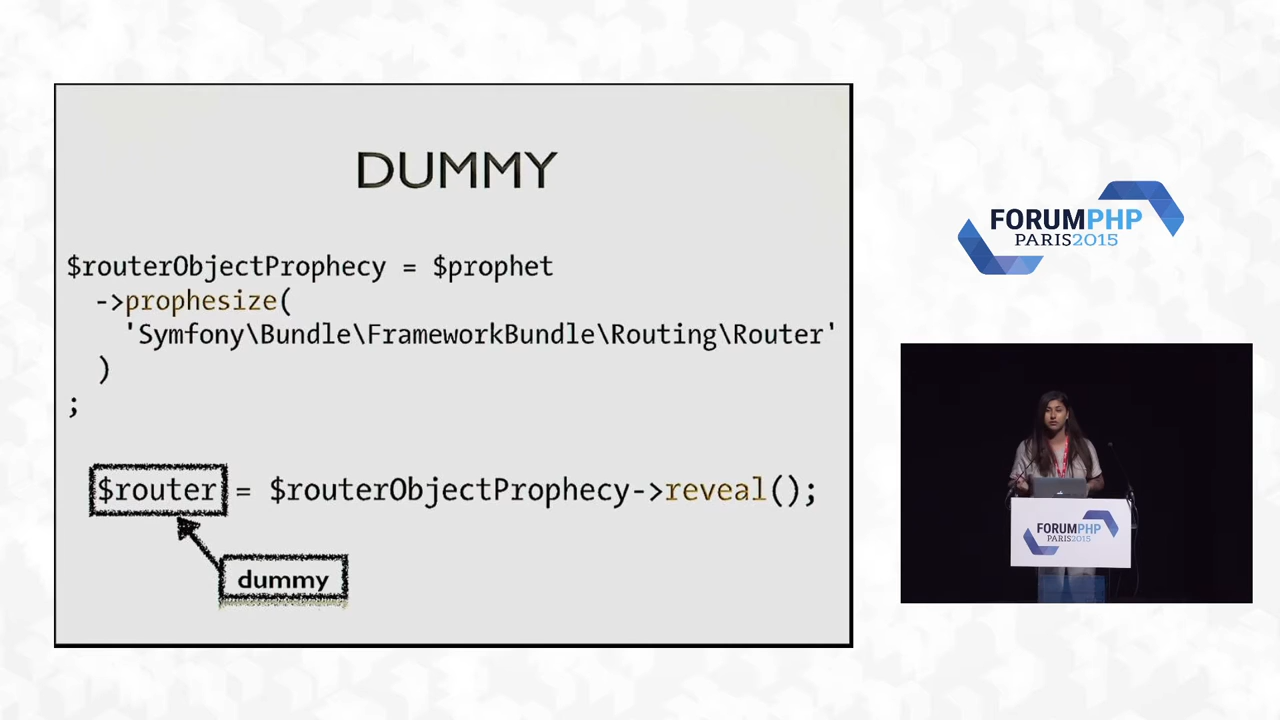 DUMMY
$routerObjectProphecy = $prophet
->prophesize(
'Symfony\Bundle\FrameworkBundle\Routing\Router'
)
;
$router = $routerObjectProphecy->reveal();
dummy
FORUMPHP
PARIS2015
FORUMPHP
PARIS2015